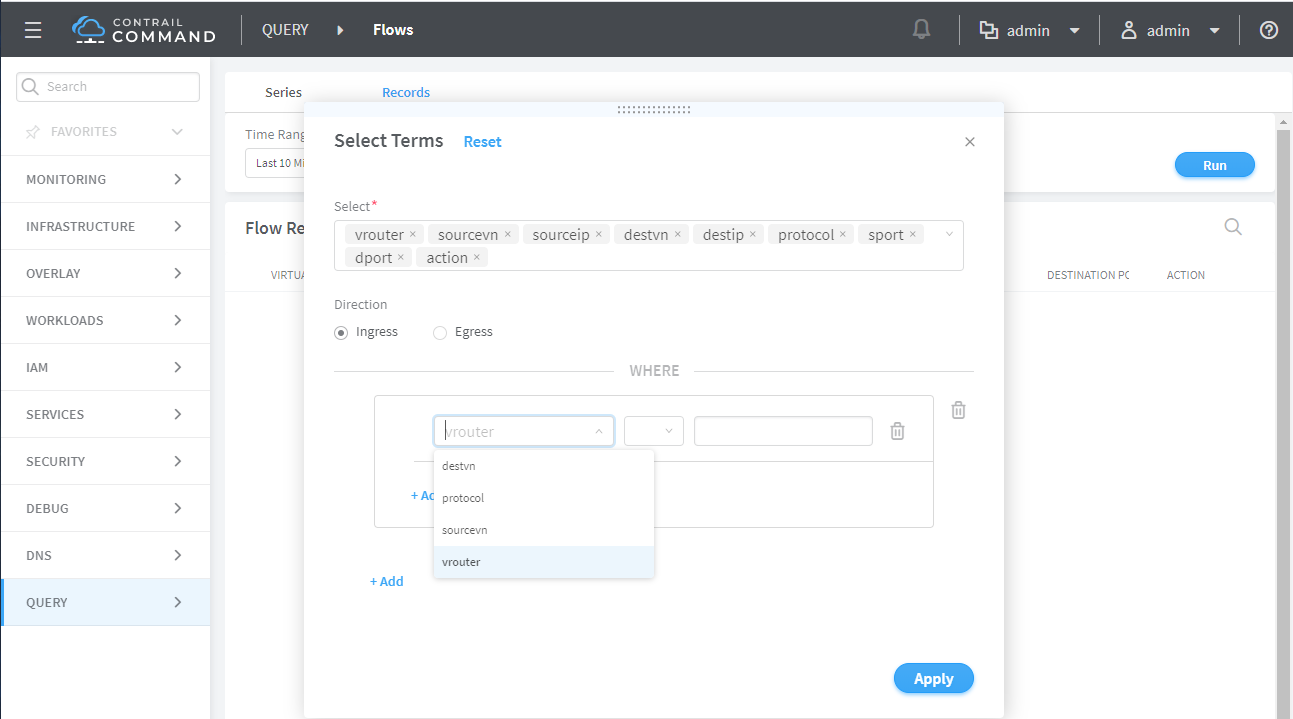 CONTRAIL
COMMAND
QUERY
Flows
admin
admin
Search
FAVORITES
MONITORING
INFRASTRUCTURE
OVERLAY
WORKLOADS
IAM
SERVICES
SECURITY
DEBUG
DNS
QUERY
Series
Records
Time Rang
Last 10 Mi
Run
Flow Re
VIRTUA
DESTINATION PC
ACTION
Select Terms
Reset
Select*
vrouter × sourcevn × sourceip × destvn × destip × protocol × sport ×
dport × action ×
Direction
Ingress
Egress
WHERE
vrouter
destvn
protocol
sourcevn
vrouter
+ Ad
+ Add
Apply